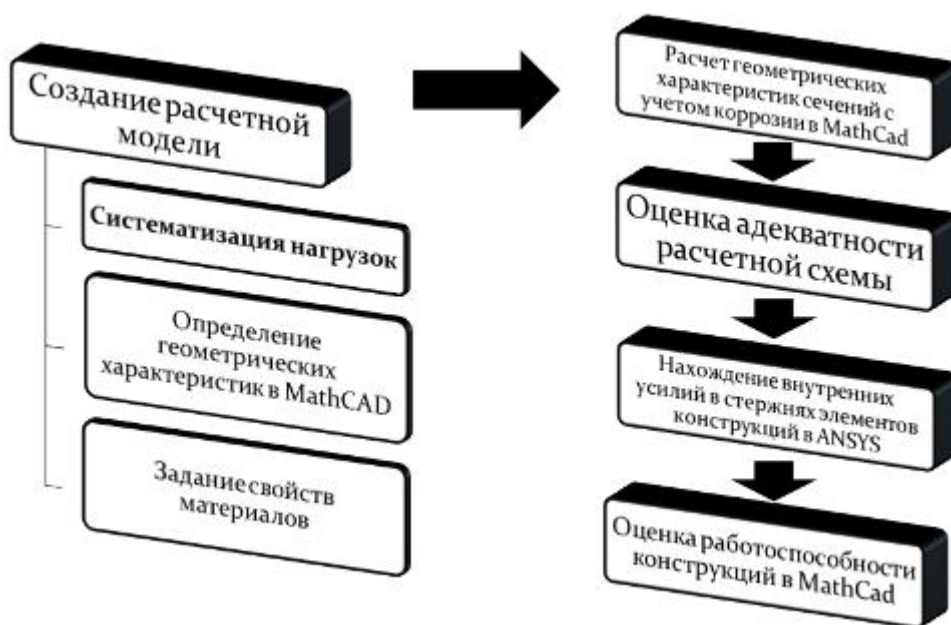 Создание расчетной
модели
Систематизация нагрузок
Определение
геометрических
характеристик в MathCAD
Задание свойств
материалов
Расчет геометрических
характеристик сечений с
учетом коррозии в MathCad
Оценка адекватности
расчетной схемы
Нахождение внутренних
усилий в стержнях элементов
конструкций в ANSYS
Оценка работоспособности
конструкций в MathCad